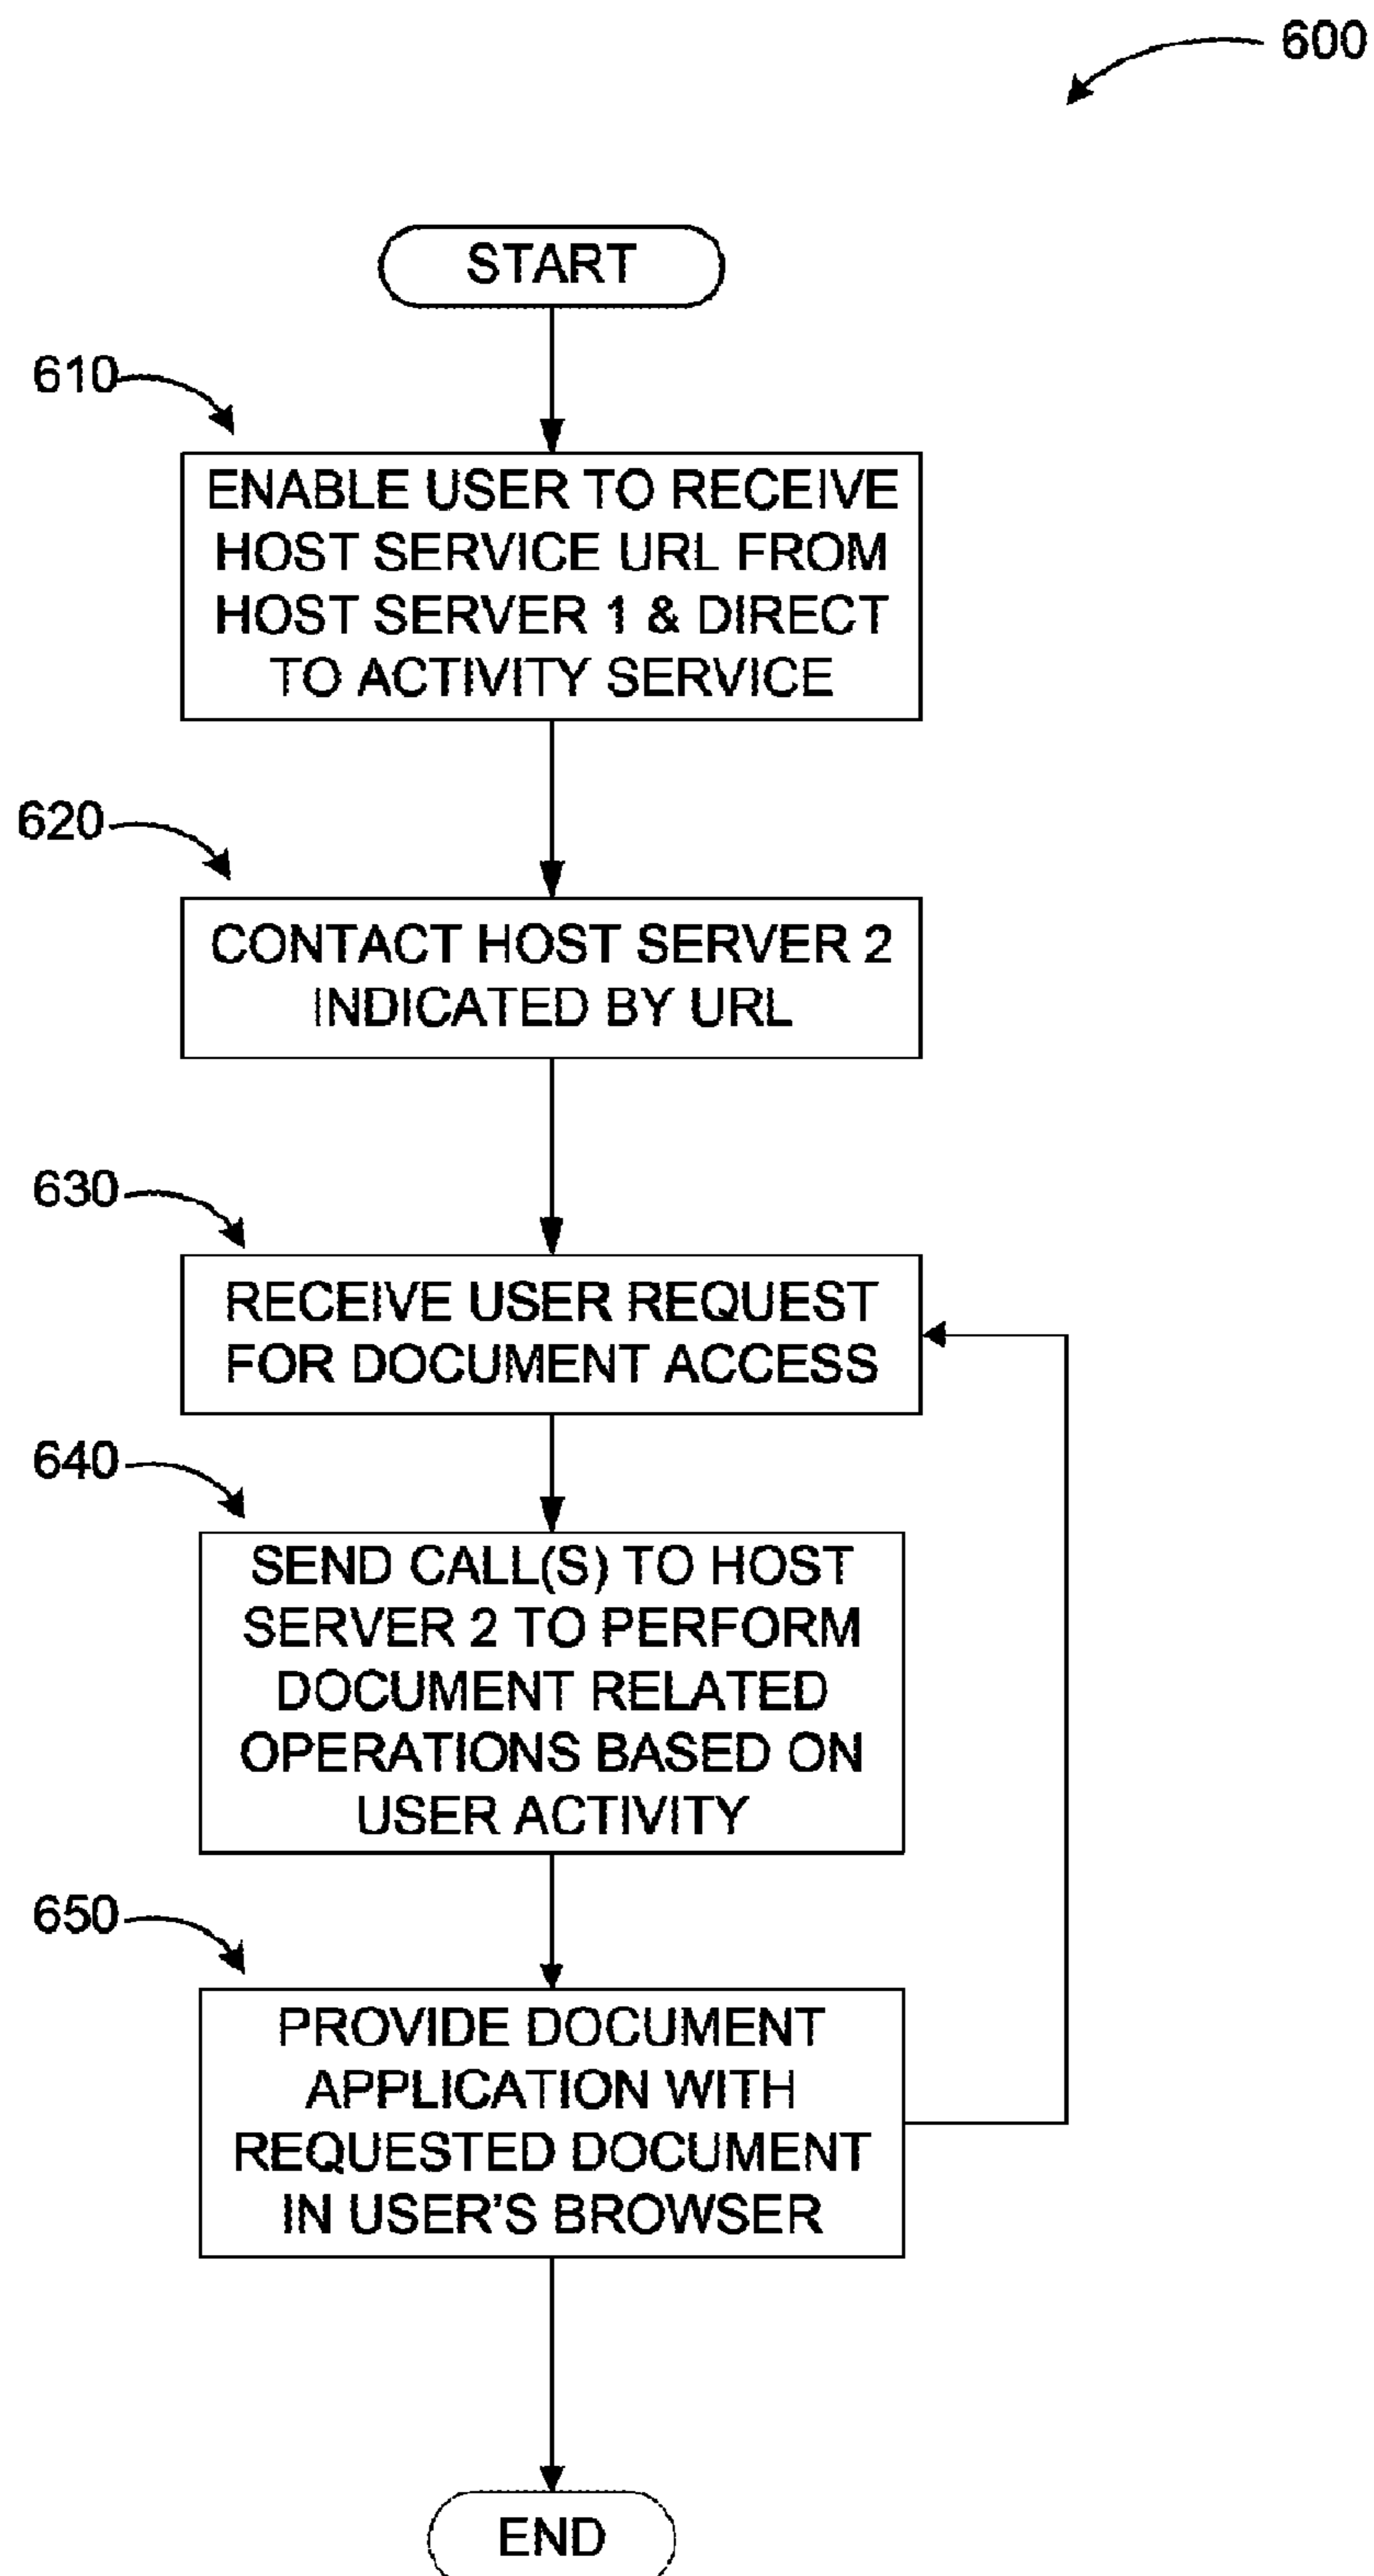 600
START
610
ENABLE USER TO RECEIVE
HOST SERVICE URL FROM
HOST SERVER 1 & DIRECT
TO ACTIVITY SERVICE
620
CONTACT HOST SERVER 2
INDICATED BY URL
630
RECEIVE USER REQUEST
FOR DOCUMENT ACCESS
640
SEND CALL(S) TO HOST
SERVER 2 TO PERFORM
DOCUMENT RELATED
OPERATIONS BASED ON
USER ACTIVITY
650
PROVIDE DOCUMENT
APPLICATION WITH
REQUESTED DOCUMENT
IN USER'S BROWSER
END